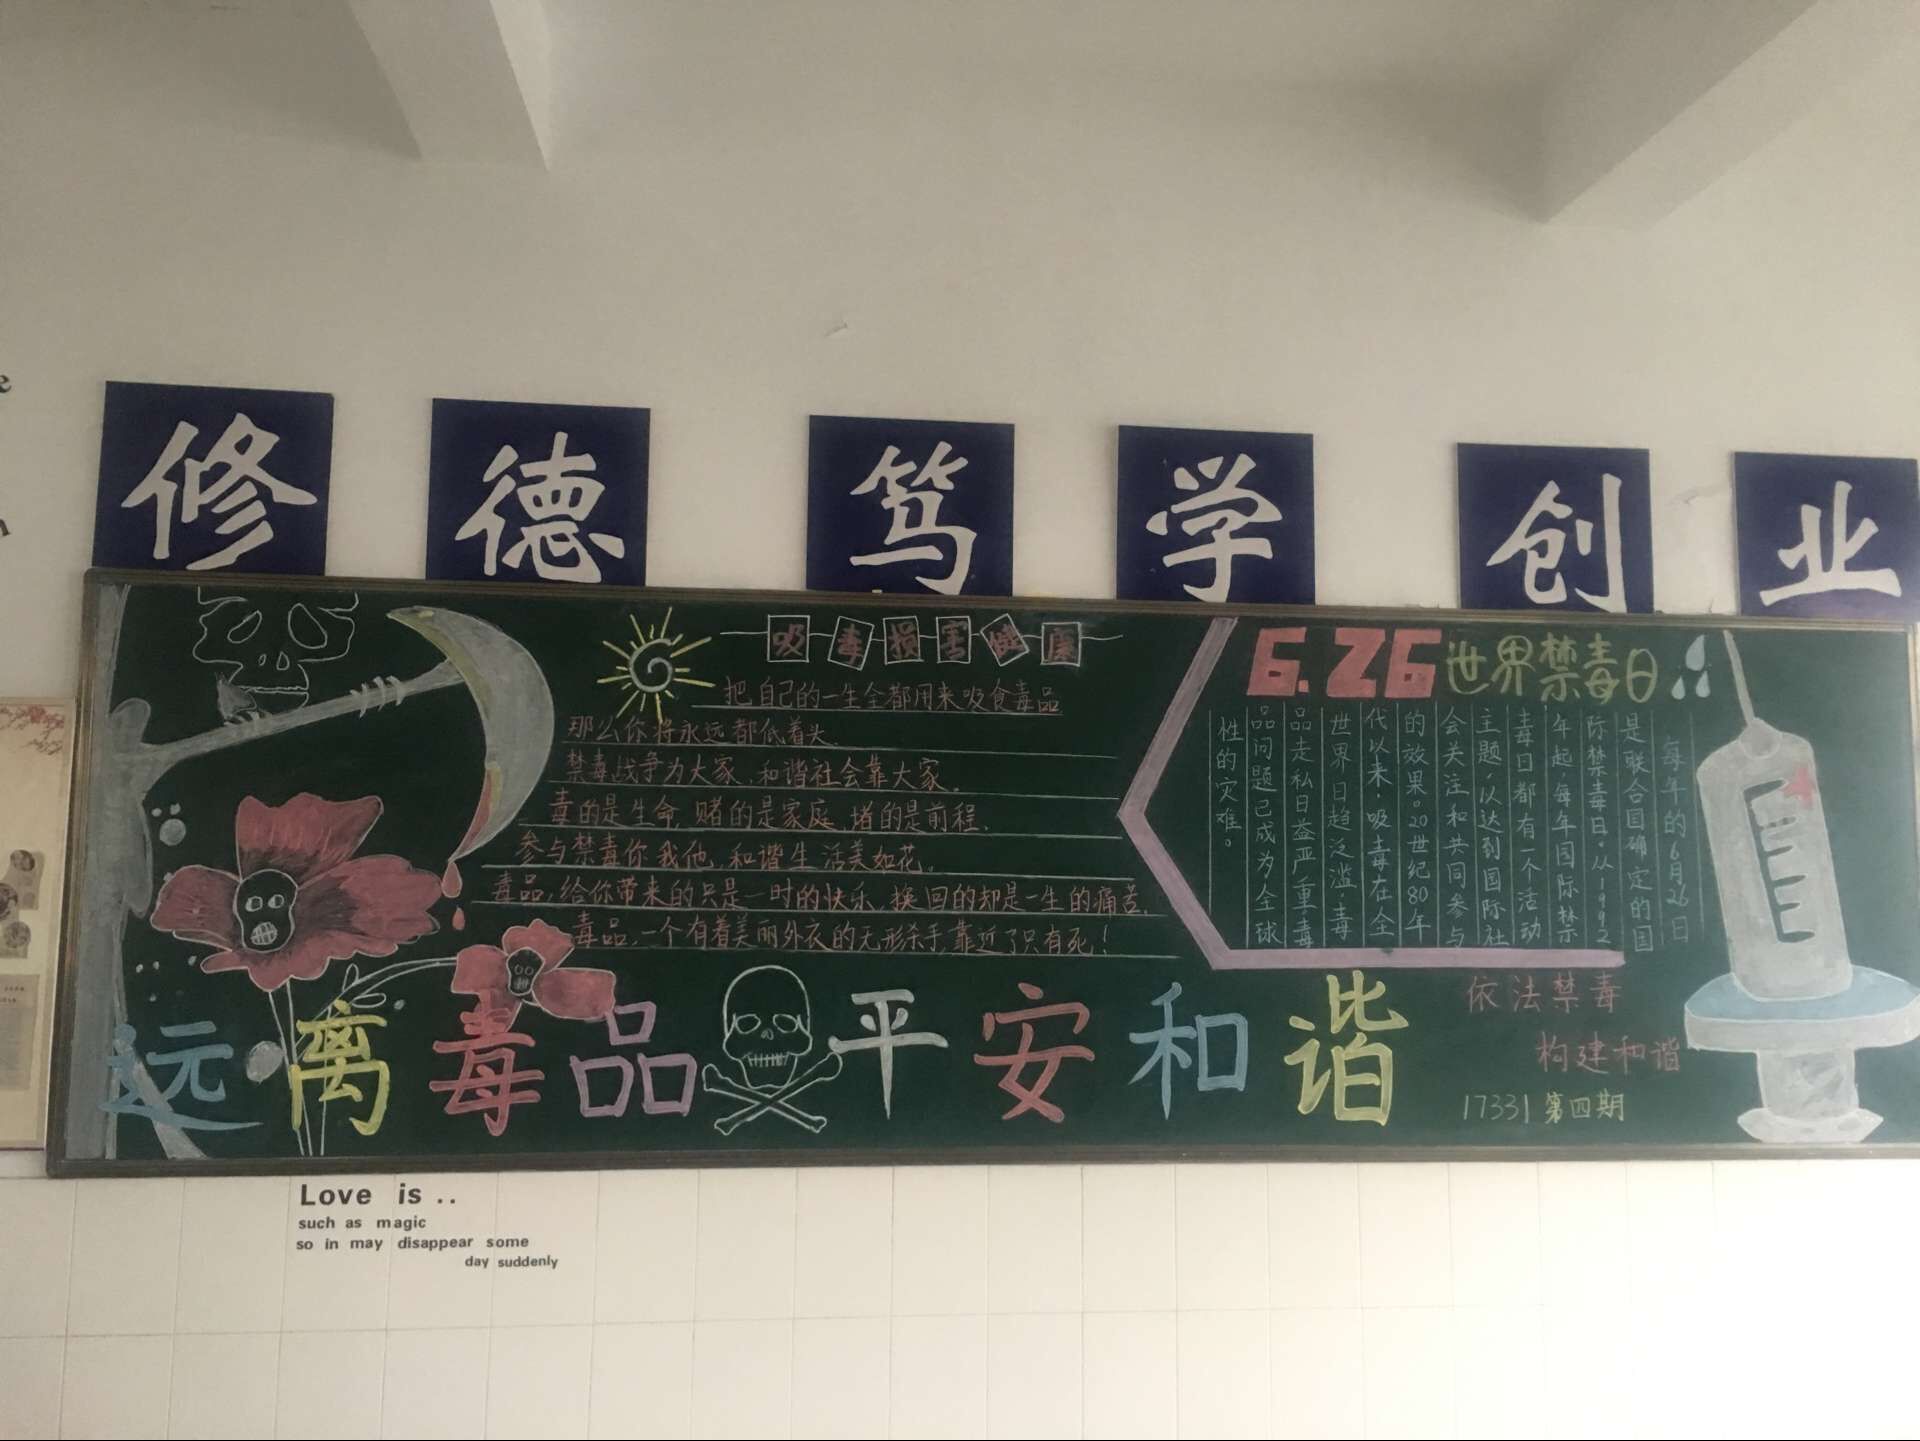 修德 笃学 创业
吸毒损害健康
把自己的一生全都用来吸食毒品
那么你将永远都低着头.
禁毒战争为大家,和谐社会靠大家。
毒的是生命,赌的是家庭,堵的是前程.
参与禁毒你我他,和谐生活美如花。
毒品,给你带来的只是一时的快乐,换回的却是一生的痛苦.
毒品,一个有着美丽外衣的无形杀手,靠近了只有死!
6.26世界禁毒日
每年的6月26日
是联合国确定的国
际禁毒日。从1992
年起,每年国际禁
毒日都有一个活动
主题,以达到国际社
会关注和共同参与
的效果。20世纪80年
代以来,吸毒在全
世界日趋泛滥,毒
品走私日益严重,毒
品问题已成为全球
性的灾难。
远离毒品 平安和谐
依法禁毒
构建和谐
17331 第四期
Love is ..
such as magic
so in may disappear some
day suddenly